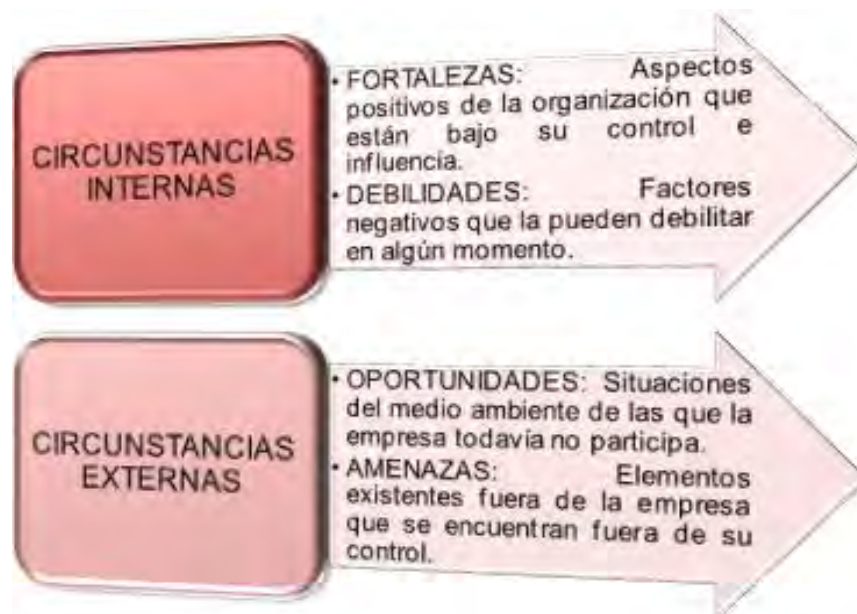 CIRCUNSTANCIAS
INTERNAS
• FORTALEZAS: Aspectos
positivos de la organización que
están bajo su control e
influencia.
• DEBILIDADES: Factores
negativos que la pueden debilitar
en algún momento.
CIRCUNSTANCIAS
EXTERNAS
• OPORTUNIDADES: Situaciones
del medio ambiente de las que la
empresa todavía no participa.
• AMENAZAS: Elementos
existentes fuera de la empresa
que se encuentran fuera de su
control.